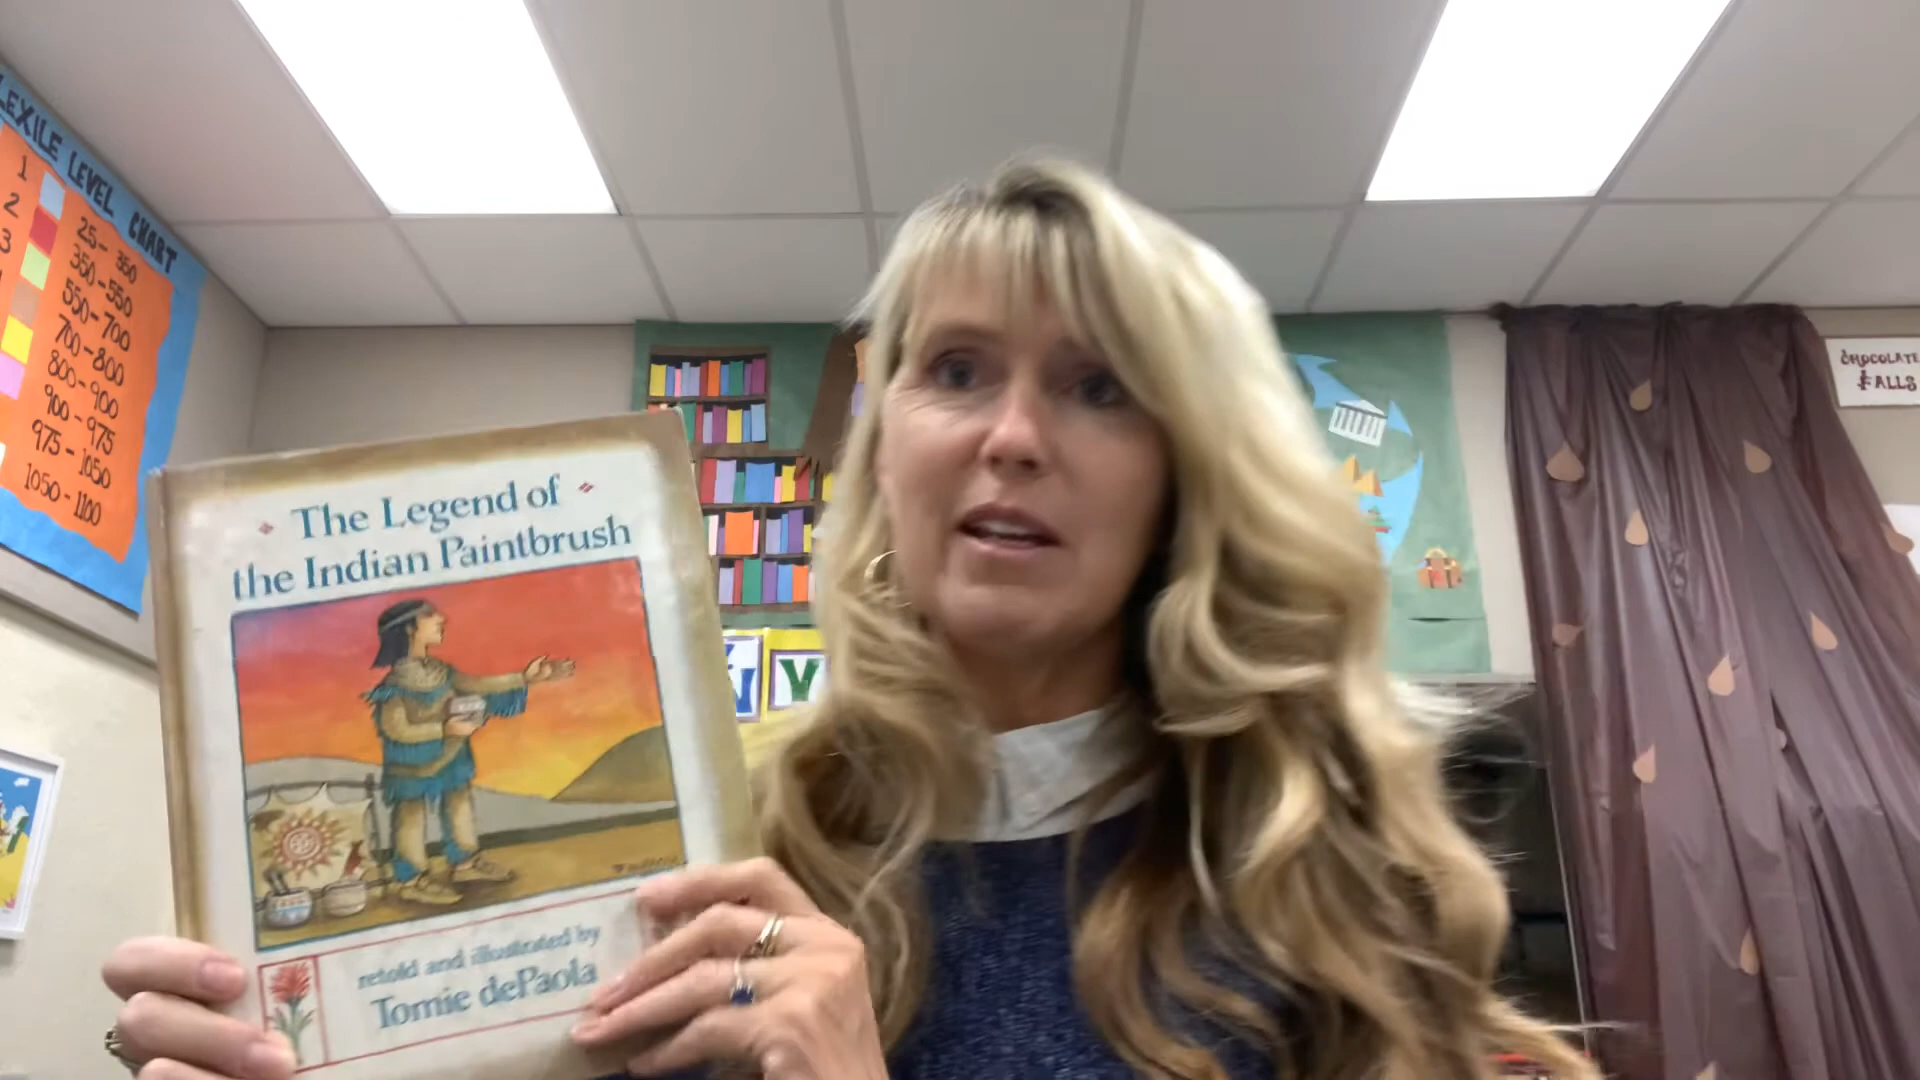 LEXILE LEVEL CHART
1
2
3
25 - 350
350-550
550-700
700-800
800-900
900-975
975-1050
1050-1100
The Legend of
the Indian Paintbrush
retold and illustrated by
Tomie dePaola
V
CHOCOLATE
FALLS